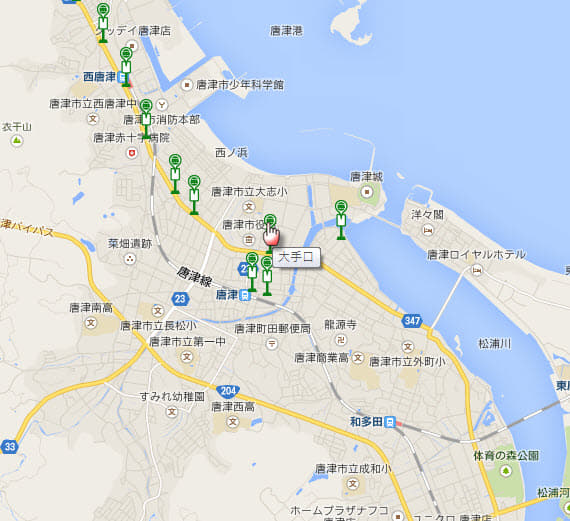 グッデイ唐津店
唐津港
西唐津
唐津市少年科学館
唐津市立西唐津中
唐津市消防本部
衣干山
唐津赤十字病院
西ノ浜
唐津城
唐津市立大志小
洋々閣
唐津市役
津バイパス
菜畑遺跡
大手口
唐津ロイヤルホテル
唐津線
23
唐津
唐津南高
唐津市立長松小
唐津町田郵便局
龍源寺
347
松浦川
唐津市立第一中
唐津商業高
唐津市立外町小
204
すみれ幼稚園
唐津西高
和多田
33
体育の森公園
唐津市立成和小
松浦河
ホームプラザナフコ
唐津店
ユニクロ 唐津店